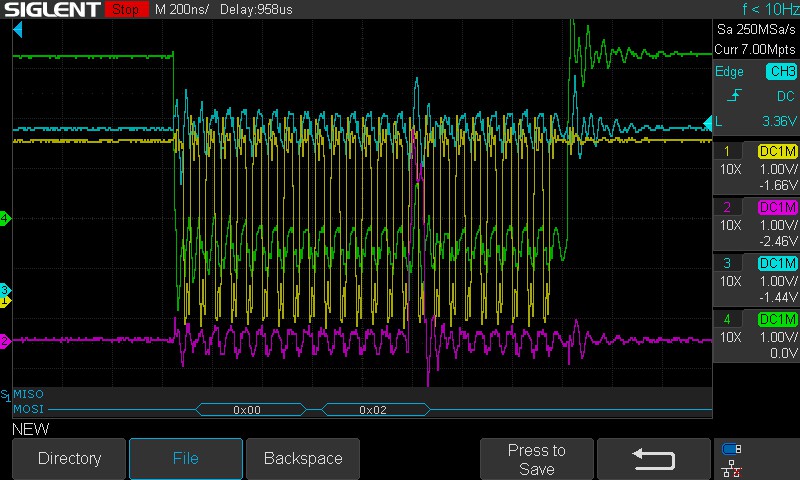 SIGLENT Stop M 200ns/ Delay:958us f < 10Hz
Sa 250MSa/s
Curr 7.00Mpts
Edge CH3
DC
L 3.36V
1 DC1M
10X 1.00V/
-1.66V
2 DC1M
10X 1.00V/
-2.46V
3 DC1M
10X 1.00V/
-1.44V
4 DC1M
10X 1.00V/
0.0V
4
3
1
2
S1 MISO
MOSI 0x00 0x02
NEW
Directory File Backspace Press to
Save